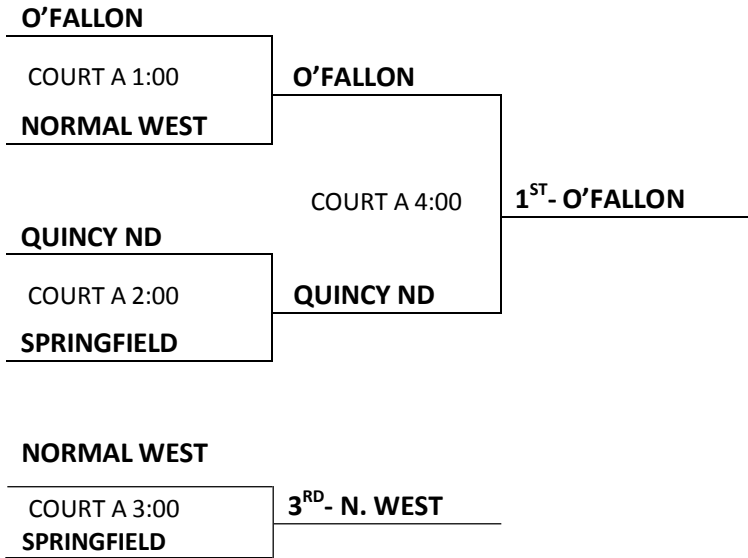 O’FALLON
COURT A 1:00
O’FALLON
NORMAL WEST
COURT A 4:00
1ST- O’FALLON
QUINCY ND
COURT A 2:00
QUINCY ND
SPRINGFIELD
NORMAL WEST
COURT A 3:00
3RD- N. WEST
SPRINGFIELD